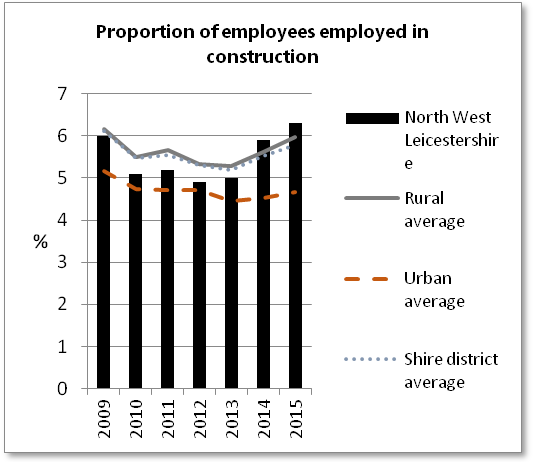 Proportion of employees employed in
construction
7
6
5
4
3
2
1
0
%
2009
2010
2011
2012
2013
2014
2015
North West
Leicestershir
e
Rural
average
Urban
average
Shire district
average